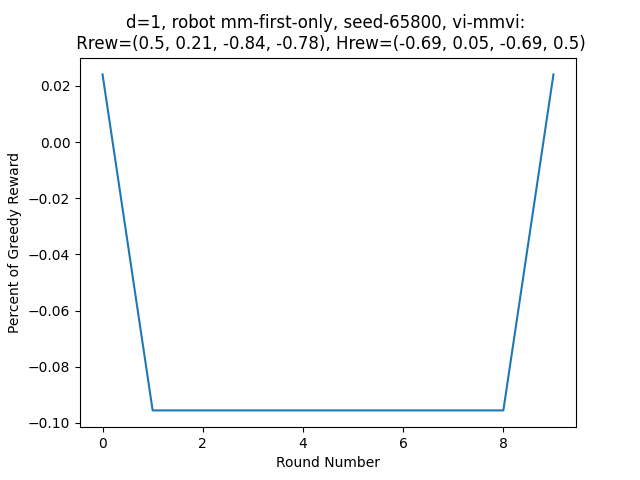 d=1, robot mm-first-only, seed-65800, vi-mmvi:
Rrew=(0.5, 0.21, -0.84, -0.78), Hrew=(-0.69, 0.05, -0.69, 0.5)
Percent of Greedy Reward
0.02
0.00
−0.02
−0.04
−0.06
−0.08
−0.10
0 2 4 6 8
Round Number